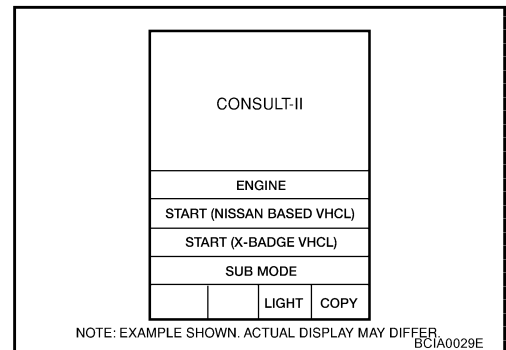 CONSULT-II
ENGINE
START (NISSAN BASED VHCL)
START (X-BADGE VHCL)
SUB MODE
LIGHT COPY
NOTE: EXAMPLE SHOWN. ACTUAL DISPLAY MAY DIFFER.
BCIA0029E